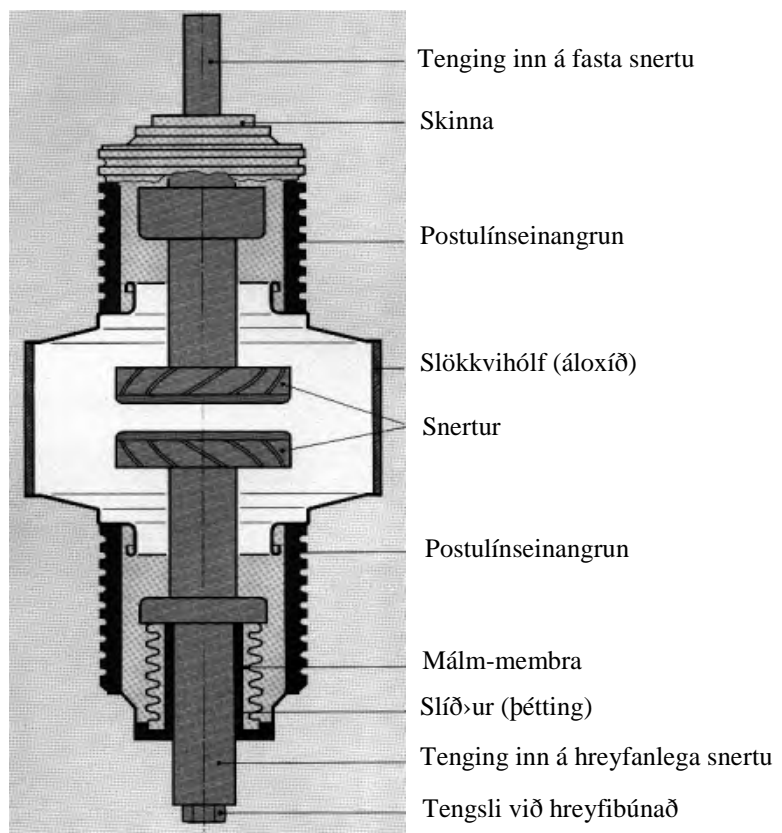 Tenging inn á fasta snertu
Skinna
Postulínseinangrun
Slökkvihólf (áloxíð)
Snertur
Postulínseinangrun
Málm-membra
Slíð›ur (þétting)
Tenging inn á hreyfanlega snertu
Tengsli við hreyfibúnað